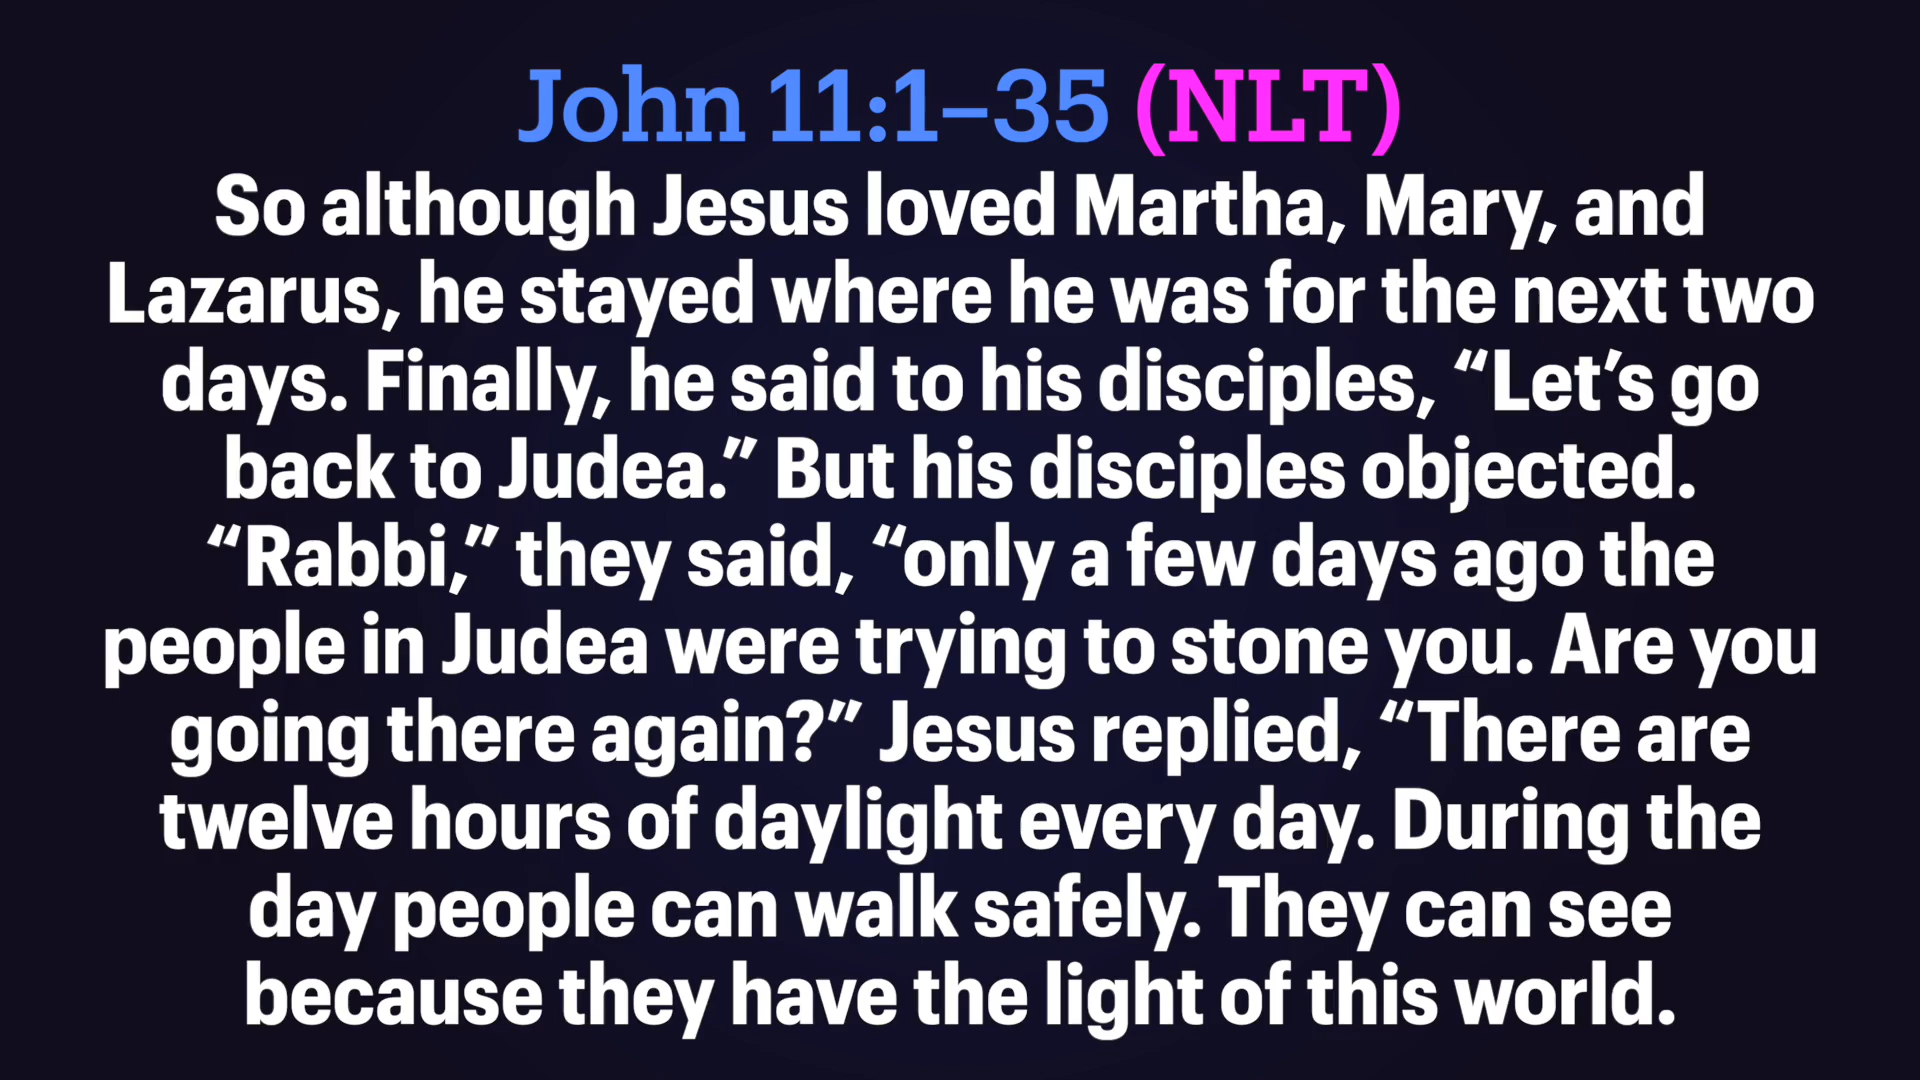 John 11:1–35 (NLT)
So although Jesus loved Martha, Mary, and
Lazarus, he stayed where he was for the next two
days. Finally, he said to his disciples, “Let’s go
back to Judea.” But his disciples objected.
“Rabbi,” they said, “only a few days ago the
people in Judea were trying to stone you. Are you
going there again?” Jesus replied, “There are
twelve hours of daylight every day. During the
day people can walk safely. They can see
because they have the light of this world.